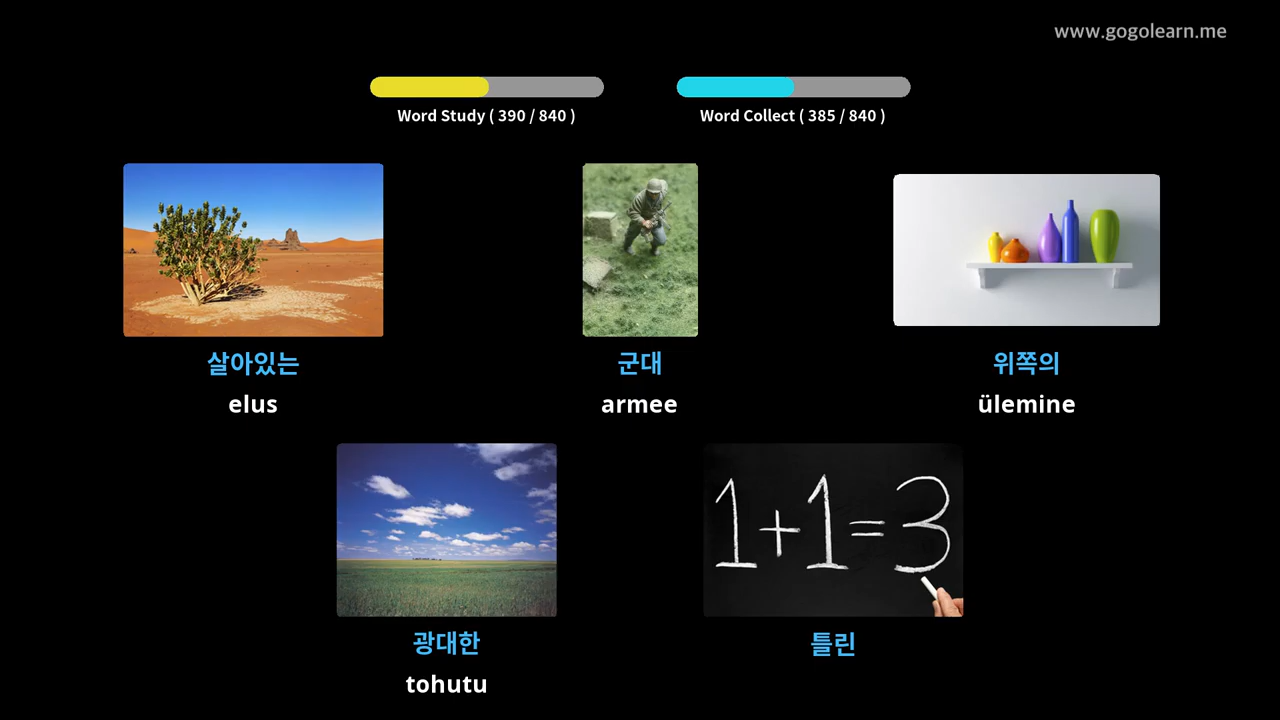 www.gogolearn.me
Word Study ( 390 / 840 )
Word Collect ( 385 / 840 )
살아있는
elus
군대
armee
위쪽의
ülemine
광대한
tohutu
1+1=3
틀린